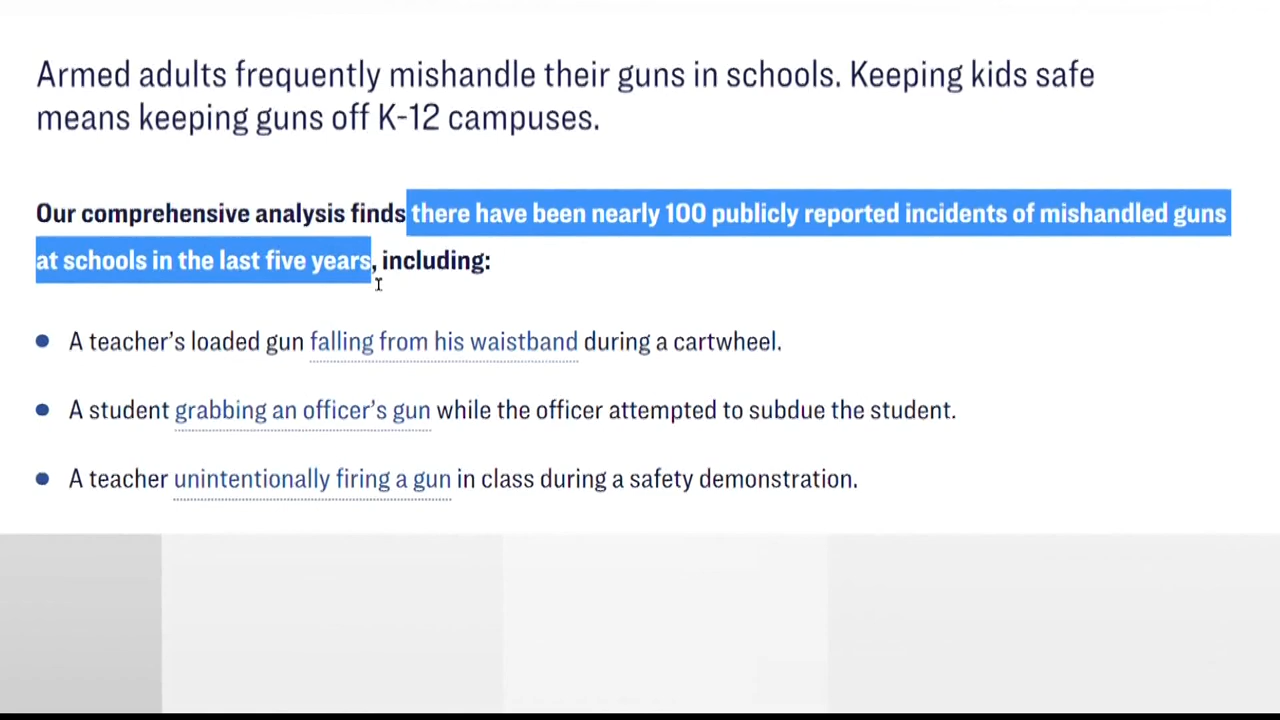 Armed adults frequently mishandle their guns in schools. Keeping kids safe
means keeping guns off K-12 campuses.
Our comprehensive analysis finds there have been nearly 100 publicly reported incidents of mishandled guns
at schools in the last five years, including:
A teacher’s loaded gun falling from his waistband during a cartwheel.
A student grabbing an officer’s gun while the officer attempted to subdue the student.
A teacher unintentionally firing a gun in class during a safety demonstration.